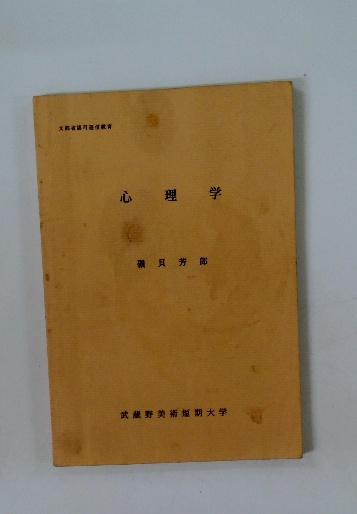 文部省認可通信教育
心理学
磯貝芳郎
武蔵野美術短期大学